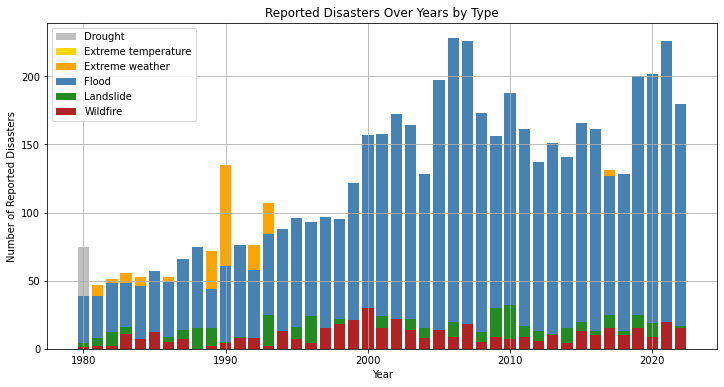 Reported Disasters Over Years by Type
Drought
Extreme temperature
Extreme weather
Flood
Landslide
Wildfire
Number of Reported Disasters
200
150
100
50
0
1980
1990
2000
2010
2020
Year